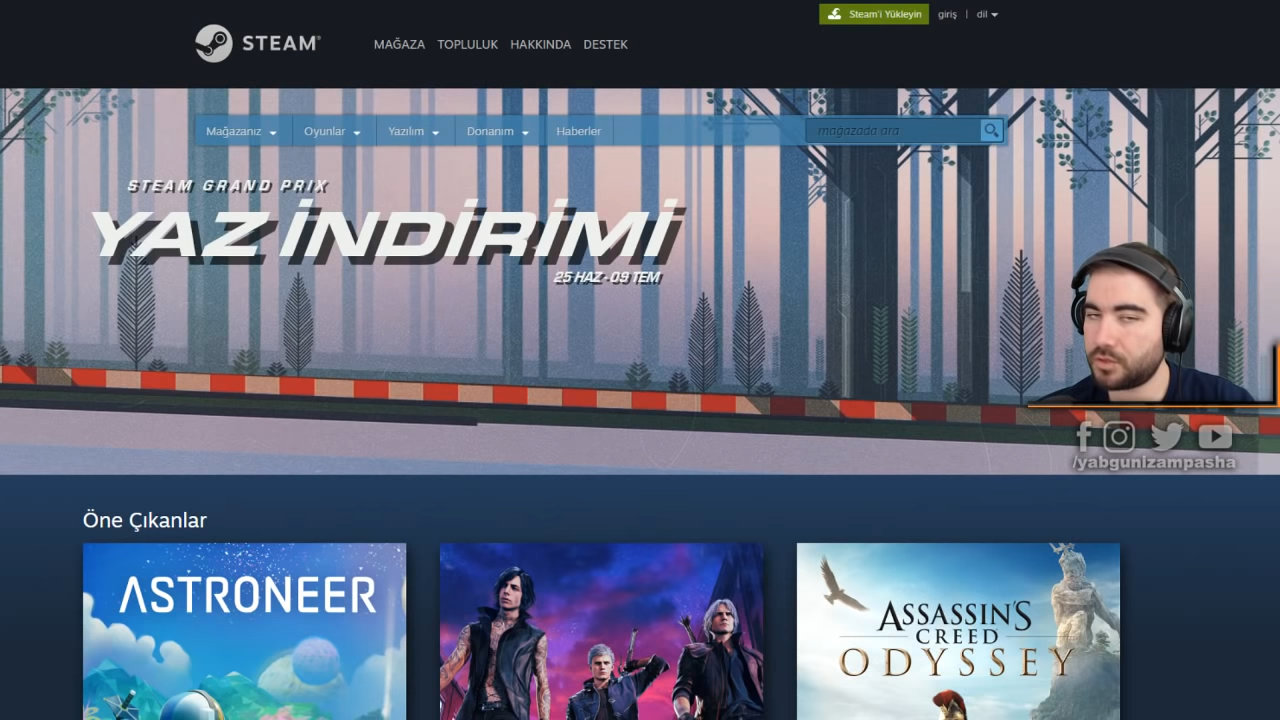 Steam'i Yükleyin giriş | dil
STEAM®
MAĞAZA TOPLULUK HAKKINDA DESTEK
Mağazanız Oyunlar Yazılım Donanım Haberler mağazada ara
STEAM GRAND PRIX
YAZ İNDİRİMİ
25 HAZ - 09 TEM
/yabgunizampasha
Öne Çıkanlar
ASTRONEER
ASSASSIN'S
CREED
ODYSSEY